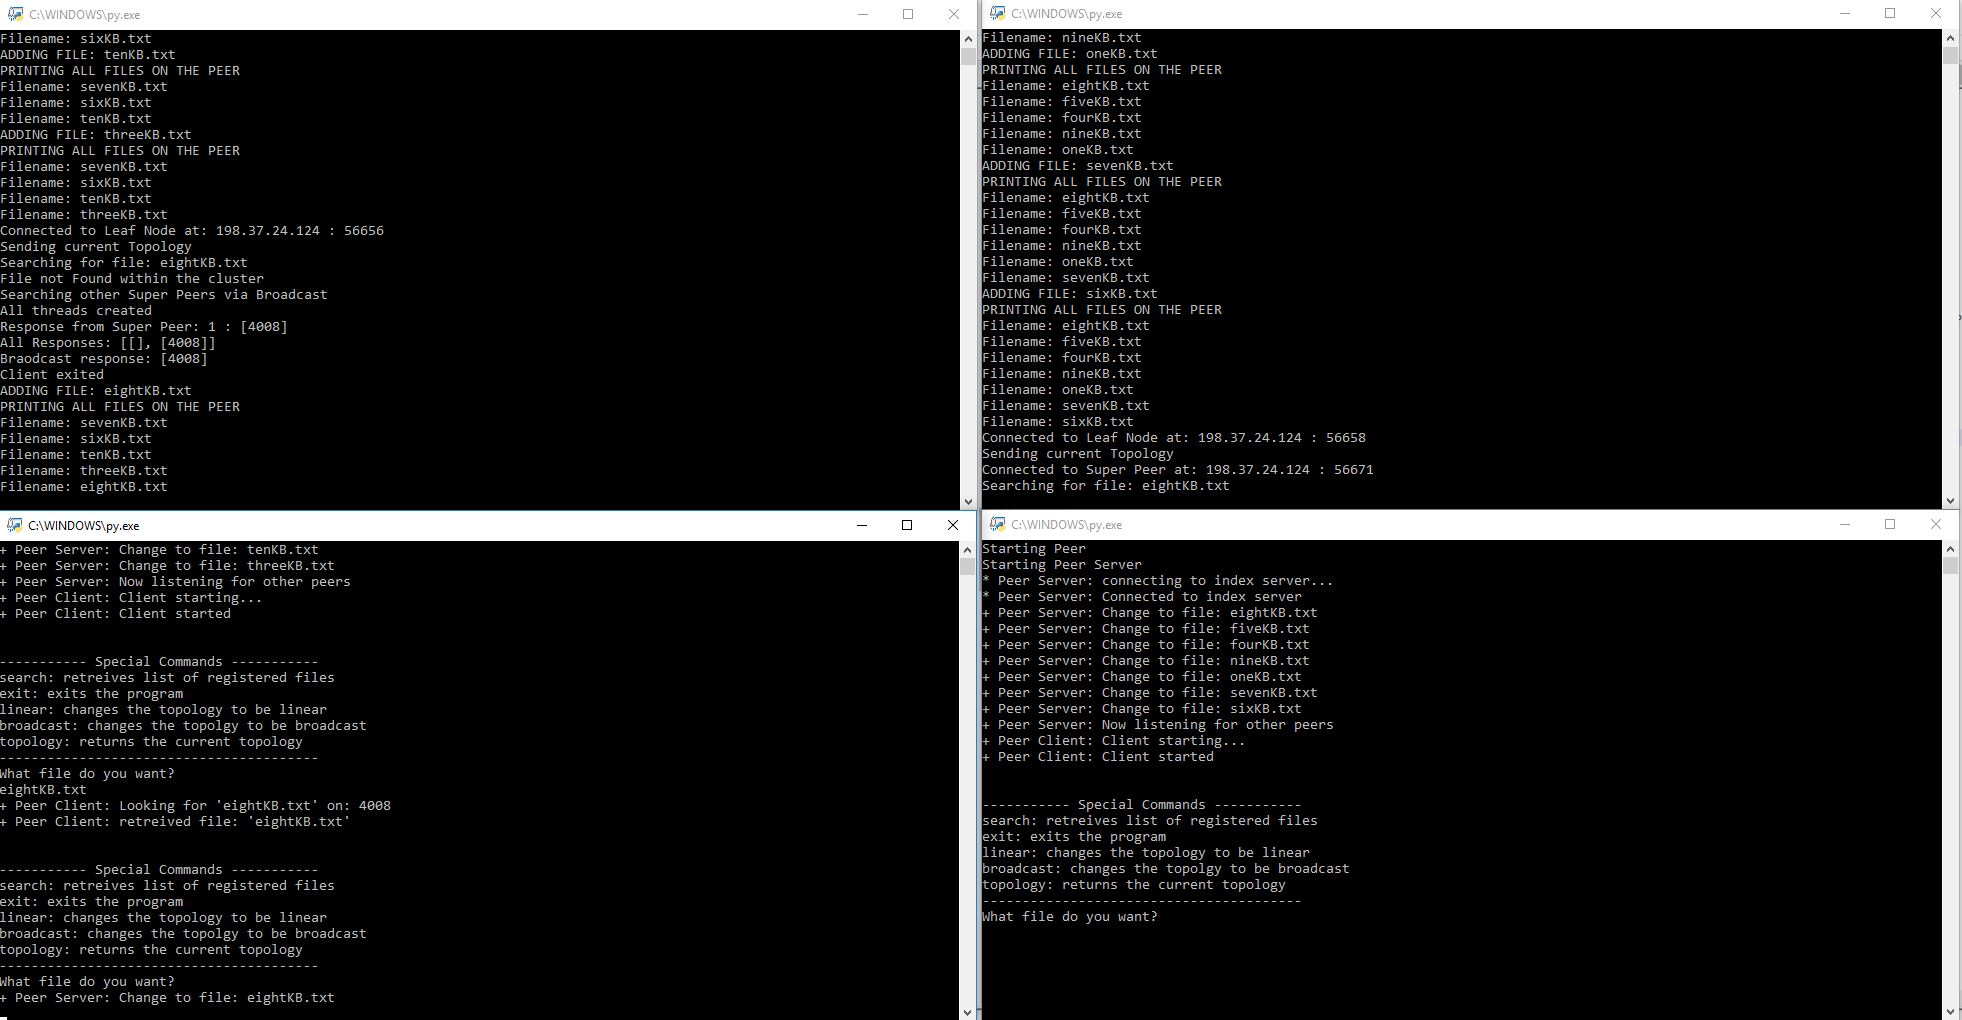 C:\WINDOWS\py.exe
Filename: sixKB.txt
ADDING FILE: tenKB.txt
PRINTING ALL FILES ON THE PEER
Filename: sevenKB.txt
Filename: sixKB.txt
Filename: tenKB.txt
ADDING FILE: threeKB.txt
PRINTING ALL FILES ON THE PEER
Filename: sevenKB.txt
Filename: sixKB.txt
Filename: tenKB.txt
Filename: threeKB.txt
Connected to Leaf Node at: 198.37.24.124 : 56656
Sending current Topology
Searching for file: eightKB.txt
File not Found within the cluster
Searching other Super Peers via Broadcast
All threads created
Response from Super Peer: 1 : [4008]
All Responses: [[], [4008]]
Braodcast response: [4008]
Client exited
ADDING FILE: eightKB.txt
PRINTING ALL FILES ON THE PEER
Filename: sevenKB.txt
Filename: sixKB.txt
Filename: tenKB.txt
Filename: threeKB.txt
Filename: eightKB.txt
C:\WINDOWS\py.exe
Filename: nineKB.txt
ADDING FILE: oneKB.txt
PRINTING ALL FILES ON THE PEER
Filename: eightKB.txt
Filename: fiveKB.txt
Filename: fourKB.txt
Filename: nineKB.txt
Filename: oneKB.txt
ADDING FILE: sevenKB.txt
PRINTING ALL FILES ON THE PEER
Filename: eightKB.txt
Filename: fiveKB.txt
Filename: fourKB.txt
Filename: nineKB.txt
Filename: oneKB.txt
Filename: sevenKB.txt
ADDING FILE: sixKB.txt
PRINTING ALL FILES ON THE PEER
Filename: eightKB.txt
Filename: fiveKB.txt
Filename: fourKB.txt
Filename: nineKB.txt
Filename: oneKB.txt
Filename: sevenKB.txt
Filename: sixKB.txt
Connected to Leaf Node at: 198.37.24.124 : 56658
Sending current Topology
Connected to Super Peer at: 198.37.24.124 : 56671
Searching for file: eightKB.txt
C:\WINDOWS\py.exe
+ Peer Server: Change to file: tenKB.txt
+ Peer Server: Change to file: threeKB.txt
+ Peer Server: Now listening for other peers
+ Peer Client: Client starting...
+ Peer Client: Client started
----------- Special Commands -----------
search: retreives list of registered files
exit: exits the program
linear: changes the topology to be linear
broadcast: changes the topolgy to be broadcast
topology: returns the current topology
----------------------------------------
What file do you want?
eightKB.txt
+ Peer Client: Looking for 'eightKB.txt' on: 4008
+ Peer Client: retreived file: 'eightKB.txt'
----------- Special Commands -----------
search: retreives list of registered files
exit: exits the program
linear: changes the topology to be linear
broadcast: changes the topolgy to be broadcast
topology: returns the current topology
----------------------------------------
What file do you want?
+ Peer Server: Change to file: eightKB.txt
C:\WINDOWS\py.exe
Starting Peer
Starting Peer Server
* Peer Server: connecting to index server...
* Peer Server: Connected to index server
+ Peer Server: Change to file: eightKB.txt
+ Peer Server: Change to file: fiveKB.txt
+ Peer Server: Change to file: fourKB.txt
+ Peer Server: Change to file: nineKB.txt
+ Peer Server: Change to file: oneKB.txt
+ Peer Server: Change to file: sevenKB.txt
+ Peer Server: Change to file: sixKB.txt
+ Peer Server: Now listening for other peers
+ Peer Client: Client starting...
+ Peer Client: Client started
----------- Special Commands -----------
search: retreives list of registered files
exit: exits the program
linear: changes the topology to be linear
broadcast: changes the topolgy to be broadcast
topology: returns the current topology
----------------------------------------
What file do you want?